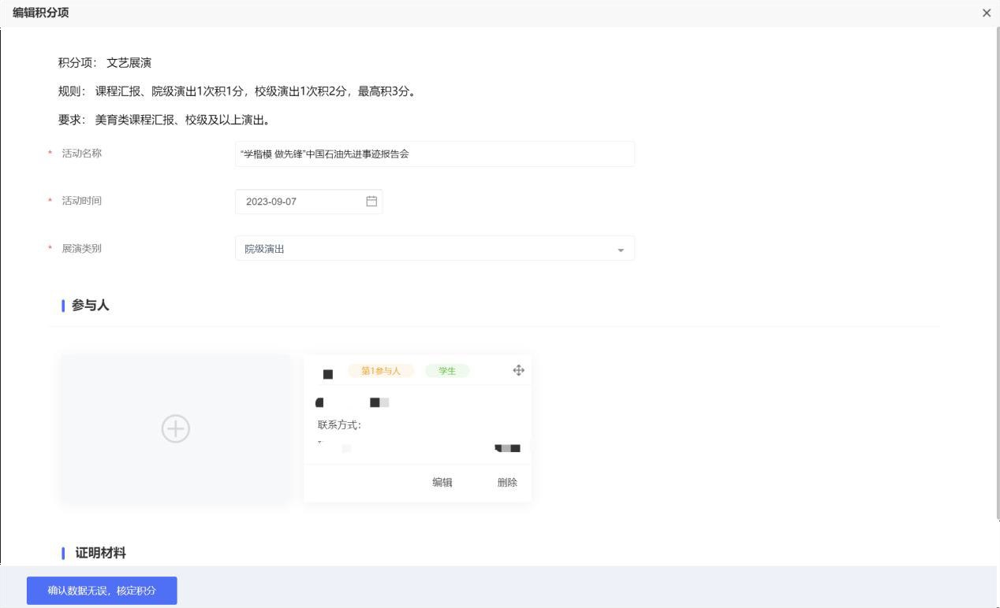 编辑积分项
积分项： 文艺展演
规则： 课程汇报、院级演出1次积1分，校级演出1次积2分，最高积3分。
要求： 美育类课程汇报、校级及以上演出。
* 活动名称 “学楷模 做先锋”中国石油先进事迹报告会
* 活动时间 2023-09-07
* 展演类别 院级演出
参与人
第1参与人 学生
联系方式：
编辑 删除
证明材料
确认数据无误，核定积分